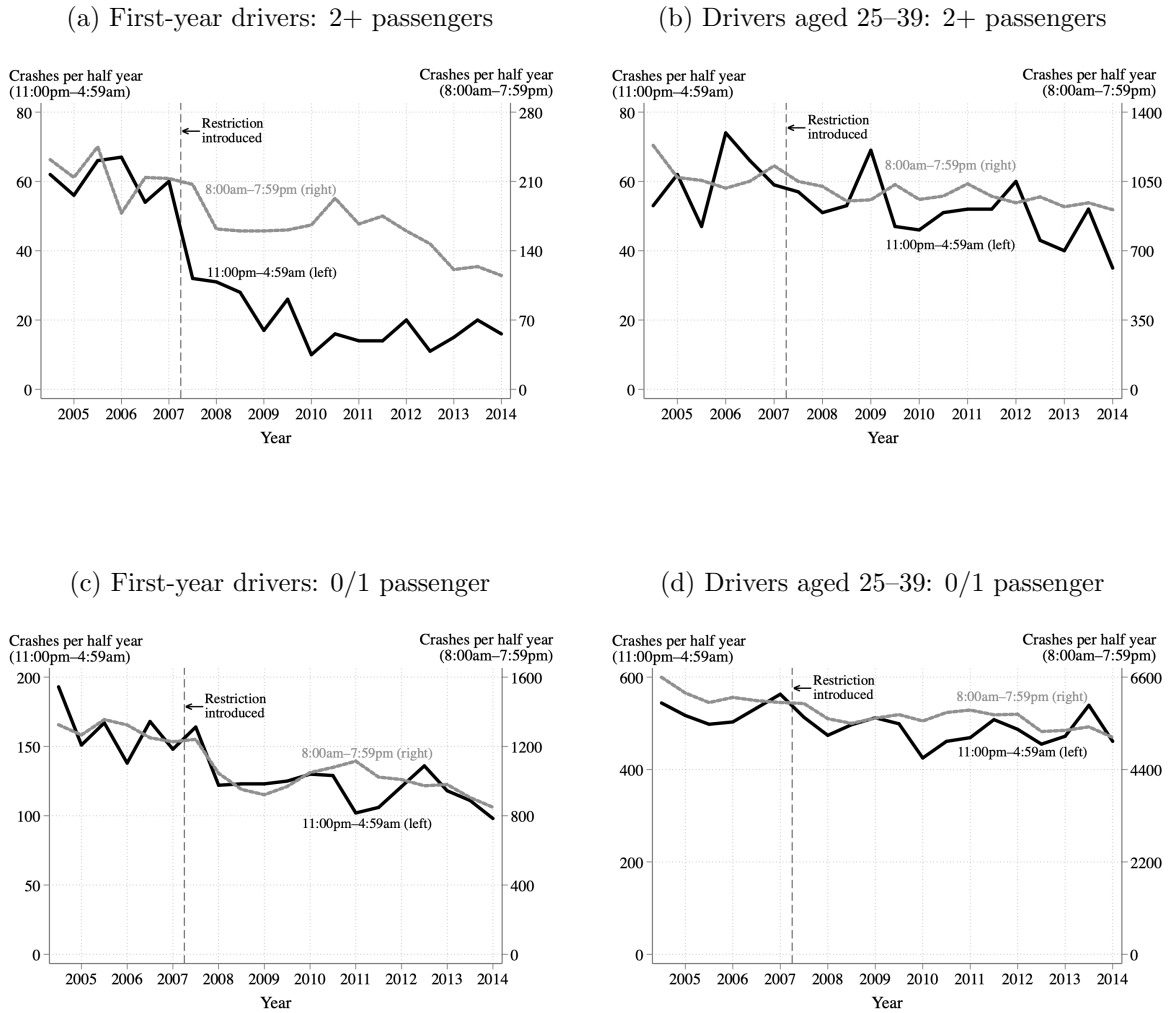 (a) First-year drivers: 2+ passengers
Crashes per half year
(11:00pm–4:59am)
Crashes per half year
(8:00am–7:59pm)
80
60
40
20
0
280
210
140
70
0
Restriction
introduced
8:00am–7:59pm (right)
11:00pm–4:59am (left)
2005 2006 2007 2008 2009 2010 2011 2012 2013 2014
Year
(b) Drivers aged 25–39: 2+ passengers
Crashes per half year
(11:00pm–4:59am)
Crashes per half year
(8:00am–7:59pm)
80
60
40
20
0
1400
1050
700
350
0
Restriction
introduced
8:00am–7:59pm (right)
11:00pm–4:59am (left)
2005 2006 2007 2008 2009 2010 2011 2012 2013 2014
Year
(c) First-year drivers: 0/1 passenger
Crashes per half year
(11:00pm–4:59am)
Crashes per half year
(8:00am–7:59pm)
200
150
100
50
0
1600
1200
800
400
0
Restriction
introduced
8:00am–7:59pm (right)
11:00pm–4:59am (left)
2005 2006 2007 2008 2009 2010 2011 2012 2013 2014
Year
(d) Drivers aged 25–39: 0/1 passenger
Crashes per half year
(11:00pm–4:59am)
Crashes per half year
(8:00am–7:59pm)
600
400
200
0
6600
4400
2200
0
Restriction
introduced
8:00am–7:59pm (right)
11:00pm–4:59am (left)
2005 2006 2007 2008 2009 2010 2011 2012 2013 2014
Year